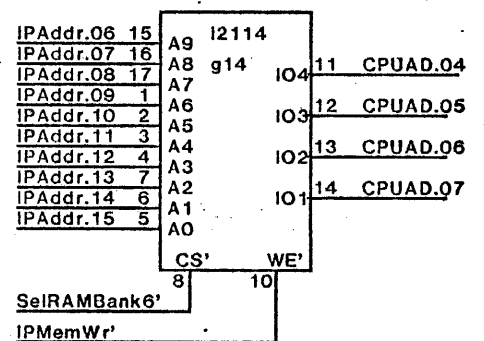 IPAddr.06 15 A9 i2114
IPAddr.07 16 A8 g14
IPAddr.08 17 A7 IO4 11 CPUAD.04
IPAddr.09 1 A6
IPAddr.10 2 A5 IO3 12 CPUAD.05
IPAddr.11 3 A4
IPAddr.12 4 A3 IO2 13 CPUAD.06
IPAddr.13 7 A2
IPAddr.14 6 A1 IO1 14 CPUAD.07
IPAddr.15 5 A0
CS' WE'
8 10
SelRAMBank6'
IPMemWr'